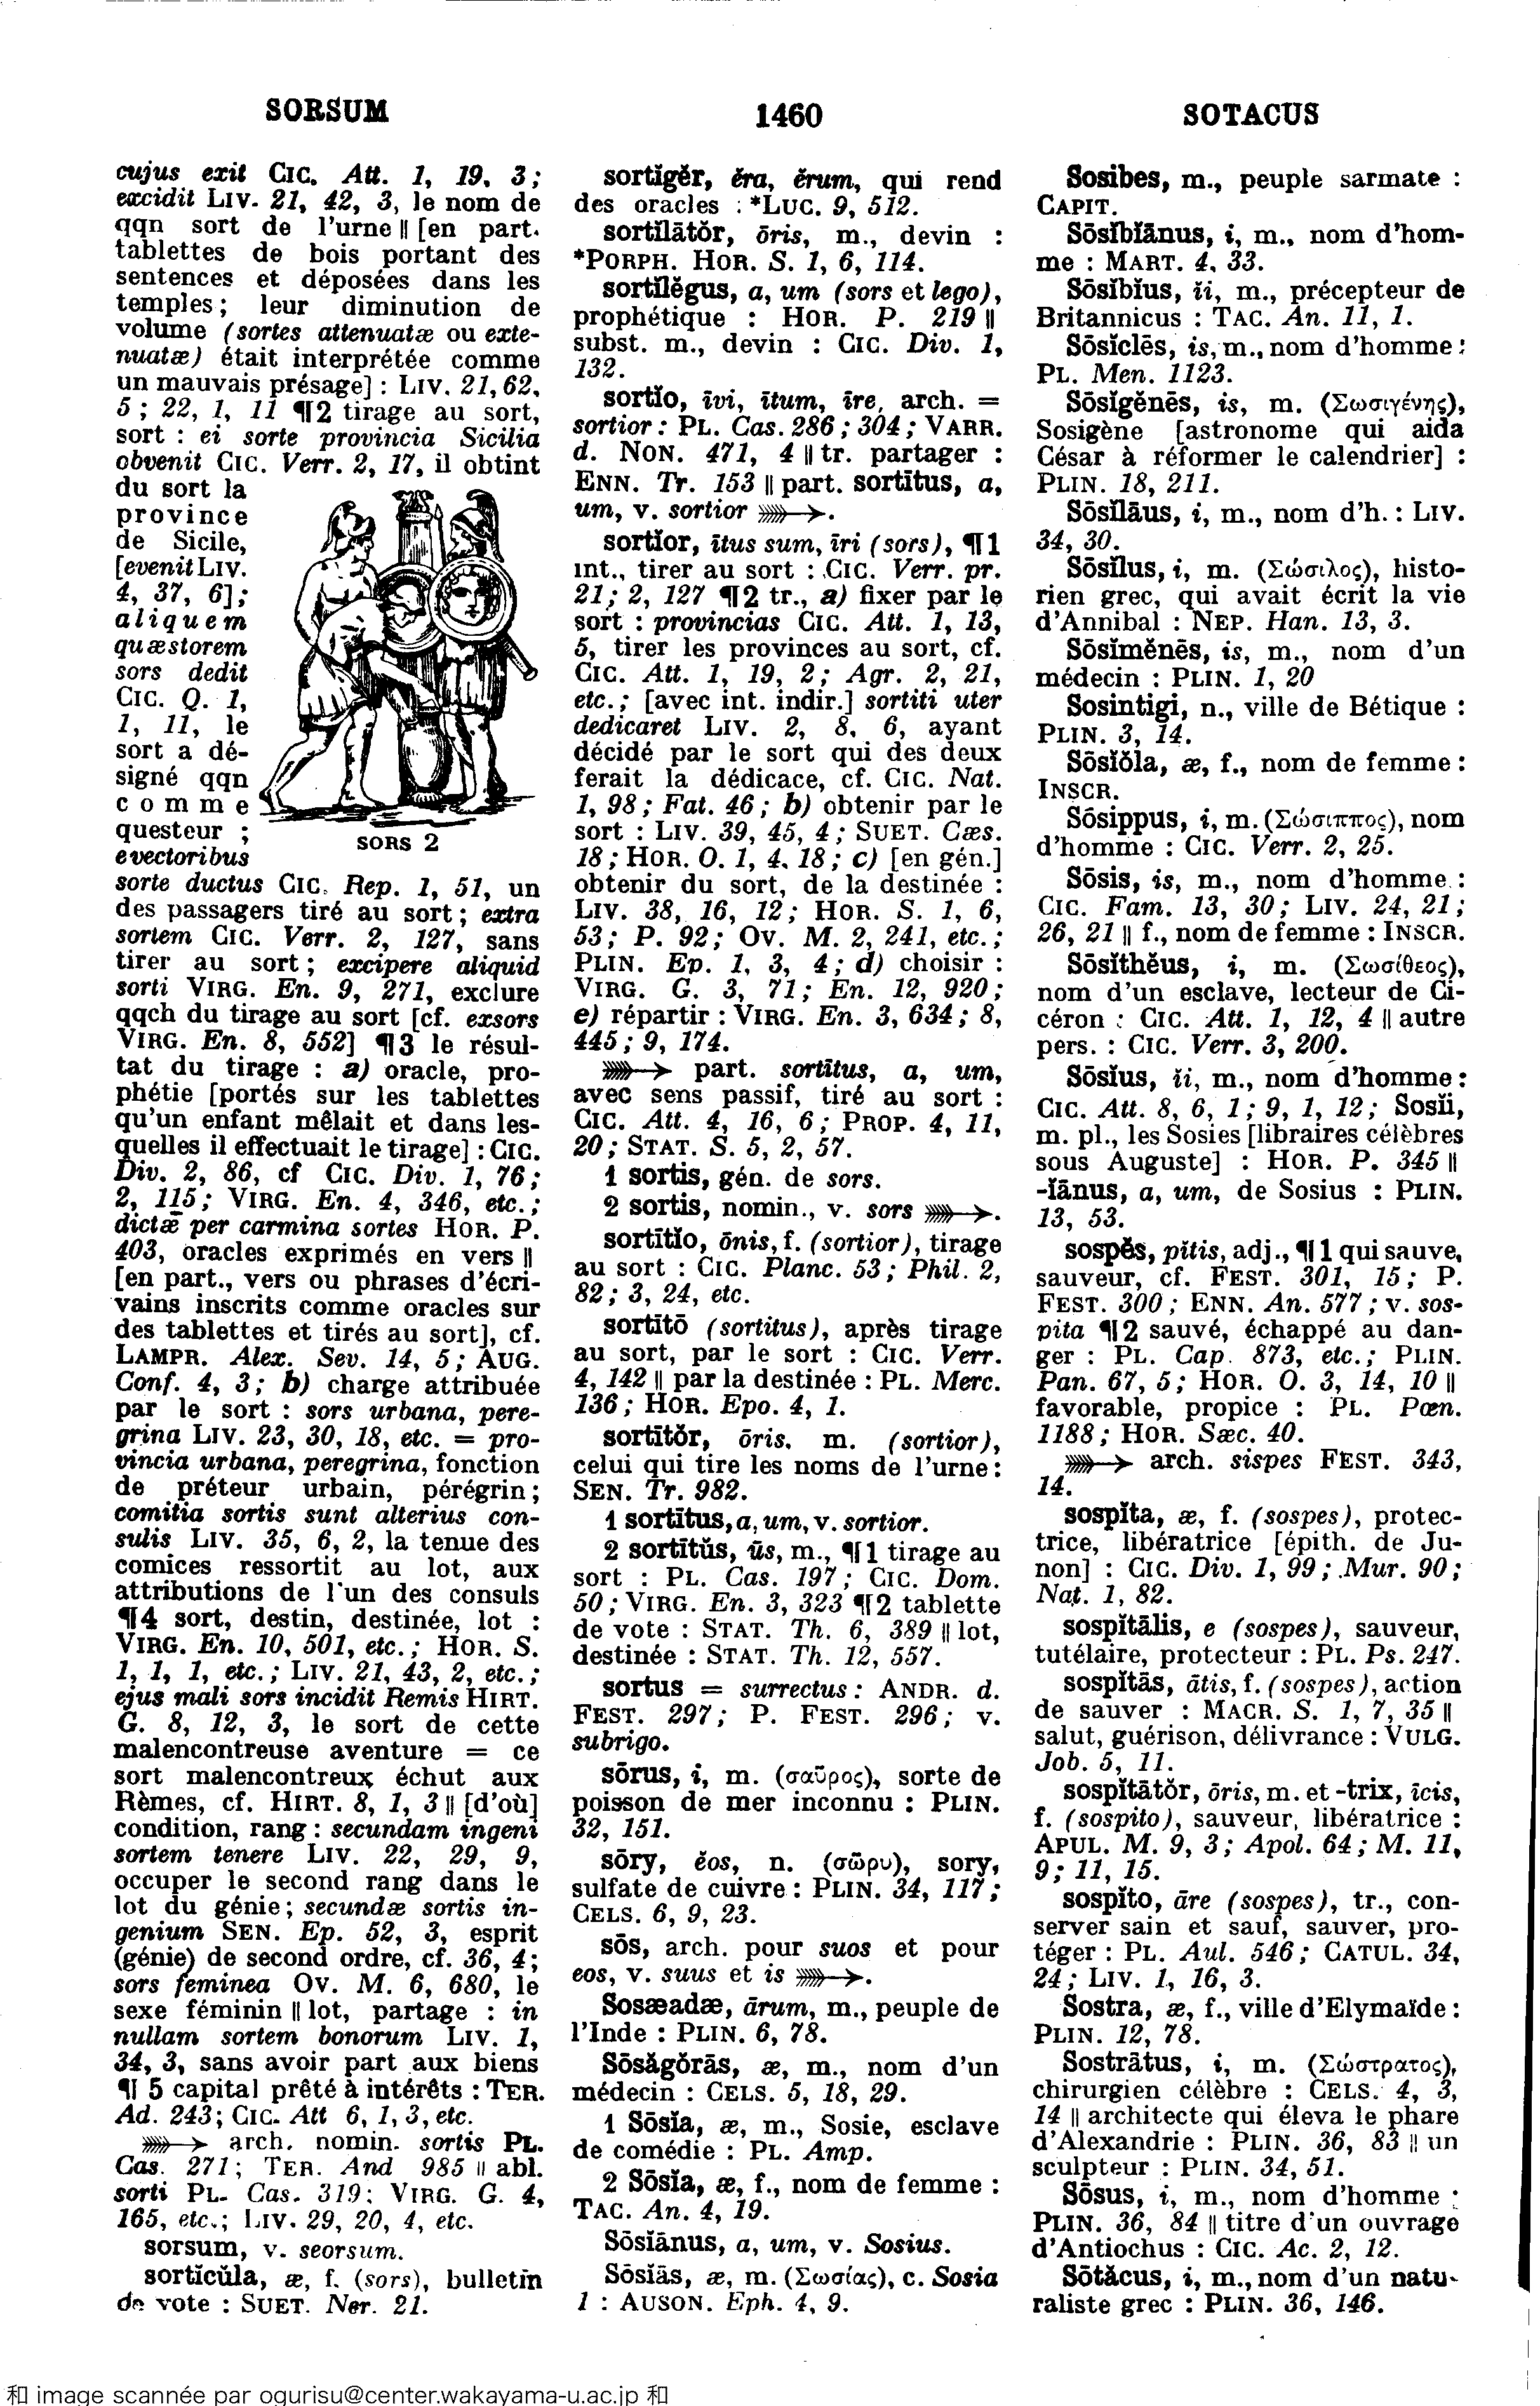 SORSUM
1460
SOTACUS
cujus exit CIC. Att. 1, 19, 3;
excidit LIV. 21, 42, 3, le nom de
qqn sort de l'urne ‖ [en part.
tablettes de bois portant des
sentences et déposées dans les
temples; leur diminution de
volume (sortes attenuatæ ou exte-
nuatæ) était interprétée comme
un mauvais présage] : LIV. 21, 62,
5; 22, 1, 11 ¶2 tirage au sort,
sort : ei sorte provincia Sicilia
obvenit CIC. Verr. 2, 17, il obtint
du sort la
province
de Sicile,
[evenit LIV.
4, 37, 6];
aliquem
quæstorem
sors dedit
CIC. Q. 1,
1, 11, le
sort a dé-
signé qqn
comme
questeur ;
e vectoribus
SORS 2
sorte ductus CIC. Rep. 1, 51, un
des passagers tiré au sort; extra
sortem CIC. Verr. 2, 127, sans
tirer au sort; excipere aliquid
sorti VIRG. En. 9, 271, exclure
qqch du tirage au sort [cf. exsors
VIRG. En. 8, 552] ¶3 le résul-
tat du tirage : a) oracle, pro-
phétie [portés sur les tablettes
qu'un enfant mêlait et dans les-
quelles il effectuait le tirage] : CIC.
Div. 2, 86, cf CIC. Div. 1, 76;
2, 115; VIRG. En. 4, 346, etc.;
dictæ per carmina sortes HOR. P.
403, oracles exprimés en vers ‖
[en part., vers ou phrases d'écri-
vains inscrits comme oracles sur
des tablettes et tirés au sort], cf.
LAMPR. Alex. Sev. 14, 5; AUG.
Conf. 4, 3; b) charge attribuée
par le sort : sors urbana, pere-
grina LIV. 23, 30, 18, etc. = pro-
vincia urbana, peregrina, fonction
de préteur urbain, pérégrin;
comitia sortis sunt alterius con-
sulis LIV. 35, 6, 2, la tenue des
comices ressortit au lot, aux
attributions de l'un des consuls
¶4 sort, destin, destinée, lot :
VIRG. En. 10, 501, etc.; HOR. S.
1, 1, 1, etc.; LIV. 21, 43, 2, etc.;
ejus mali sors incidit Remis HIRT.
G. 8, 12, 3, le sort de cette
malencontreuse aventure = ce
sort malencontreux échut aux
Rèmes, cf. HIRT. 8, 1, 3 ‖ [d'où]
condition, rang : secundam ingeni
sortem tenere LIV. 22, 29, 9,
occuper le second rang dans le
lot du génie; secundæ sortis in-
genium SEN. Ep. 52, 3, esprit
(génie) de second ordre, cf. 36, 4;
sors feminea OV. M. 6, 680, le
sexe féminin ‖ lot, partage : in
nullam sortem bonorum LIV. 1,
34, 3, sans avoir part aux biens
¶ 5 capital prêté à intérêts : TER.
Ad. 243; CIC. Att 6, 1, 3, etc.
⟫⟶ arch. nomin. sortis PL.
Cas. 271; TER. And 985 ‖ abl.
sorti PL. Cas. 319; VIRG. G. 4,
165, etc.; LIV. 29, 20, 4, etc.
sorsum, v. seorsum.
sortĭcŭla, æ, f. (sors), bulletin
de vote : SUET. Ner. 21.
sortĭgĕr, ĕra, ĕrum, qui rend
des oracles : *LUC. 9, 512.
sortīlātŏr, ōris, m., devin :
*PORPH. HOR. S. 1, 6, 114.
sortĭlĕgus, a, um (sors et lego),
prophétique : HOR. P. 219 ‖
subst. m., devin : CIC. Div. 1,
132.
sortĭo, īvi, ītum, īre, arch. =
sortior : PL. Cas. 286; 304; VARR.
d. NON. 471, 4 ‖ tr. partager :
ENN. Tr. 153 ‖ part. sortītus, a,
um, v. sortior ⟫⟶.
sortĭor, ītus sum, īri (sors), ¶1
int., tirer au sort : CIC. Verr. pr.
21; 2, 127 ¶2 tr., a) fixer par le
sort : provincias CIC. Att. 1, 13,
5, tirer les provinces au sort, cf.
CIC. Att. 1, 19, 2; Agr. 2, 21,
etc.; [avec int. indir.] sortiti uter
dedicaret LIV. 2, 8, 6, ayant
décidé par le sort qui des deux
ferait la dédicace, cf. CIC. Nat.
1, 98; Fat. 46; b) obtenir par le
sort : LIV. 39, 45, 4; SUET. Cæs.
18; HOR. O. 1, 4, 18; c) [en gén.]
obtenir du sort, de la destinée :
LIV. 38, 16, 12; HOR. S. 1, 6,
53; P. 92; OV. M. 2, 241, etc.;
PLIN. Ep. 1, 3, 4; d) choisir :
VIRG. G. 3, 71; En. 12, 920;
e) répartir : VIRG. En. 3, 634; 8,
445; 9, 174.
⟫⟶ part. sortītus, a, um,
avec sens passif, tiré au sort :
CIC. Att. 4, 16, 6; PROP. 4, 11,
20; STAT. S. 5, 2, 57.
1 sortis, gén. de sors.
2 sortis, nomin., v. sors ⟫⟶.
sortītĭo, ōnis, f. (sortior), tirage
au sort : CIC. Planc. 53; Phil. 2,
82; 3, 24, etc.
sortītō (sortitus), après tirage
au sort, par le sort : CIC. Verr.
4, 142 ‖ par la destinée : PL. Merc.
136; HOR. Epo. 4, 1.
sortītŏr, ōris, m. (sortior),
celui qui tire les noms de l'urne:
SEN. Tr. 982.
1 sortītus, a, um, v. sortior.
2 sortītŭs, ūs, m., ¶1 tirage au
sort : PL. Cas. 197; CIC. Dom.
50; VIRG. En. 3, 323 ¶2 tablette
de vote : STAT. Th. 6, 389 ‖ lot,
destinée : STAT. Th. 12, 557.
sortus = surrectus : ANDR. d.
FEST. 297; P. FEST. 296; v.
subrigo.
sōrus, i, m. (σαῦρος), sorte de
poisson de mer inconnu : PLIN.
32, 151.
sōry, ĕos, n. (σῶρυ), sory,
sulfate de cuivre : PLIN. 34, 117;
CELS. 6, 9, 23.
sōs, arch. pour suos et pour
eos, v. suus et is ⟫⟶.
Sosæadæ, ārum, m., peuple de
l'Inde : PLIN. 6, 78.
Sōsăgŏrās, æ, m., nom d'un
médecin : CELS. 5, 18, 29.
1 Sōsĭa, æ, m., Sosie, esclave
de comédie : PL. Amp.
2 Sōsĭa, æ, f., nom de femme :
TAC. An. 4, 19.
Sōsĭānus, a, um, v. Sosius.
Sōsĭās, æ, m. (Σωσίας), c. Sosia
1 : AUSON. Eph. 4, 9.
Sosibes, m., peuple sarmate :
CAPIT.
Sōsĭbĭānus, i, m., nom d'hom-
me : MART. 4, 33.
Sōsĭbĭus, ĭi, m., précepteur de
Britannicus : TAC. An. 11, 1.
Sōsĭclēs, is, m., nom d'homme :
PL. Men. 1123.
Sōsĭgĕnēs, is, m. (Σωσιγένης),
Sosigène [astronome qui aida
César à réformer le calendrier] :
PLIN. 18, 211.
Sōsĭlāus, i, m., nom d'h. : LIV.
34, 30.
Sōsĭlus, i, m. (Σώσιλος), histo-
rien grec, qui avait écrit la vie
d'Annibal : NEP. Han. 13, 3.
Sōsĭmĕnēs, is, m., nom d'un
médecin : PLIN. 1, 20
Sosintigi, n., ville de Bétique :
PLIN. 3, 14.
Sōsĭŏla, æ, f., nom de femme :
INSCR.
Sōsippus, i, m. (Σώσιππος), nom
d'homme : CIC. Verr. 2, 25.
Sōsis, is, m., nom d'homme :
CIC. Fam. 13, 30; LIV. 24, 21;
26, 21 ‖ f., nom de femme : INSCR.
Sōsĭthĕus, i, m. (Σωσίθεος),
nom d'un esclave, lecteur de Ci-
céron : CIC. Att. 1, 12, 4 ‖ autre
pers. : CIC. Verr. 3, 200.
Sōsĭus, ĭi, m., nom d'homme :
CIC. Att. 8, 6, 1; 9, 1, 12; Sosĭi,
m. pl., les Sosies [libraires célèbres
sous Auguste] : HOR. P. 345 ‖
-ĭānus, a, um, de Sosius : PLIN.
13, 53.
sospĕs, pĭtis, adj., ¶1 qui sauve,
sauveur, cf. FEST. 301, 15; P.
FEST. 300; ENN. An. 577; v. sos-
pita ¶2 sauvé, échappé au dan-
ger : PL. Cap. 873, etc.; PLIN.
Pan. 67, 5; HOR. O. 3, 14, 10 ‖
favorable, propice : PL. Pœn.
1188; HOR. Sæc. 40.
⟫⟶ arch. sispes FEST. 343,
14.
sospĭta, æ, f. (sospes), protec-
trice, libératrice [épith. de Ju-
non] : CIC. Div. 1, 99; Mur. 90;
Nat. 1, 82.
sospĭtālis, e (sospes), sauveur,
tutélaire, protecteur : PL. Ps. 247.
sospĭtās, ātis, f. (sospes), action
de sauver : MACR. S. 1, 7, 35 ‖
salut, guérison, délivrance : VULG.
Job. 5, 11.
sospĭtātŏr, ōris, m. et -trix, īcis,
f. (sospito), sauveur, libératrice :
APUL. M. 9, 3; Apol. 64; M. 11,
9; 11, 15.
sospĭto, āre (sospes), tr., con-
server sain et sauf, sauver, pro-
téger : PL. Aul. 546; CATUL. 34,
24; LIV. 1, 16, 3.
Sostra, æ, f., ville d'Elymaïde :
PLIN. 12, 78.
Sostrătus, i, m. (Σώστρατος),
chirurgien célèbre : CELS. 4, 3,
14 ‖ architecte qui éleva le phare
d'Alexandrie : PLIN. 36, 83 ‖ un
sculpteur : PLIN. 34, 51.
Sōsus, i, m., nom d'homme :
PLIN. 36, 84 ‖ titre d'un ouvrage
d'Antiochus : CIC. Ac. 2, 12.
Sōtăcus, i, m., nom d'un natu-
raliste grec : PLIN. 36, 146.
和 image scannée par ogurisu@center.wakayama-u.ac.jp 和